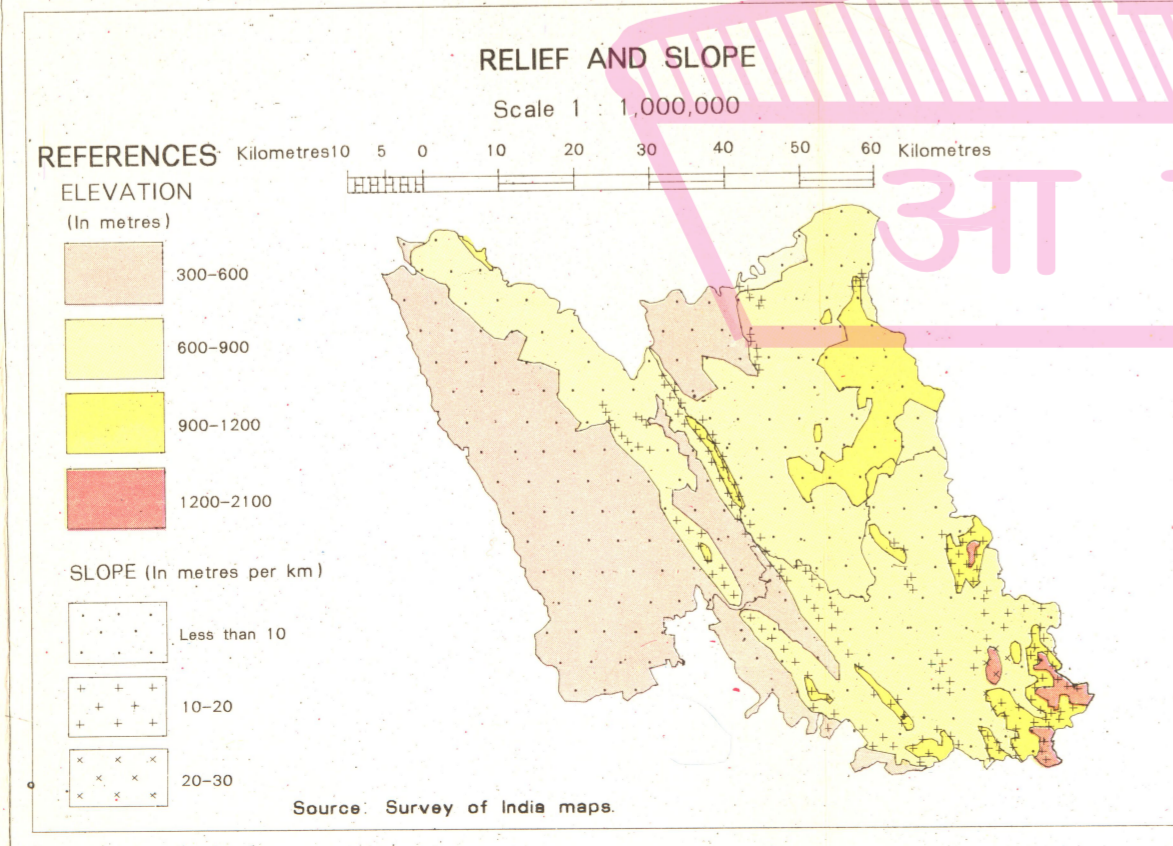 RELIEF AND SLOPE
Scale 1 : 1,000,000
REFERENCES
Kilometres10 5 0 10 20 30 40 50 60 Kilometres
ELEVATION
(In metres)
300-600
600-900
900-1200
1200-2100
SLOPE (In metres per km)
Less than 10
10-20
20-30
Source: Survey of India maps.
आ